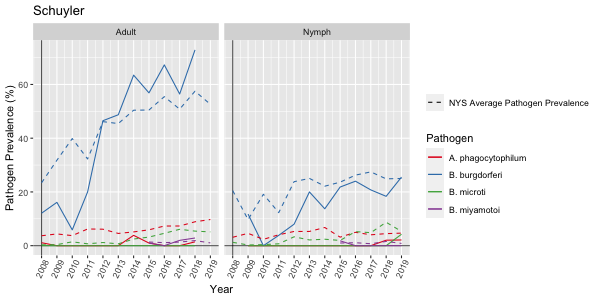 Schuyler
Adult
Nymph
Pathogen Prevalence (%)
60
40
20
0
2008 2009 2010 2011 2012 2013 2014 2015 2016 2017 2018 2019
2008 2009 2010 2011 2012 2013 2014 2015 2016 2017 2018 2019
Year
NYS Average Pathogen Prevalence
Pathogen
A. phagocytophilum
B. burgdorferi
B. microti
B. miyamotoi